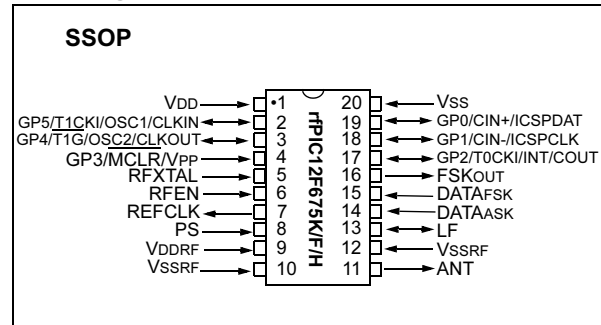 SSOP
VDD 1 20 VSS
GP5/T1CKI/OSC1/CLKIN 2 19 GP0/CIN+/ICSPDAT
GP4/T1G/OSC2/CLKOUT 3 18 GP1/CIN-/ICSPCLK
GP3/MCLR/VPP 4 17 GP2/T0CKI/INT/COUT
RFXTAL 5 16 FSKOUT
RFEN 6 15 DATAFSK
REFCLK 7 14 DATAASK
PS 8 13 LF
VDDRF 9 12 VSSRF
VSSRF 10 11 ANT
rfPIC12F675K/F/H